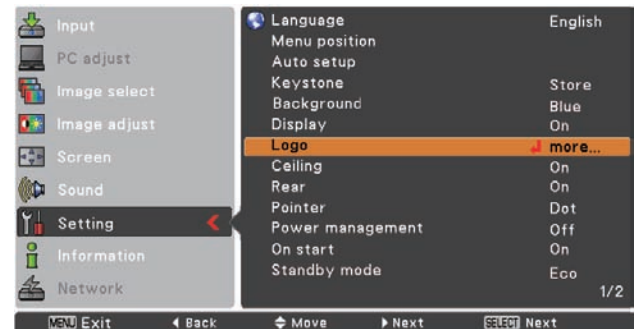 Input
PC adjust
Image select
Image adjust
Screen
Sound
Setting
Information
Network
Language English
Menu position
Auto setup
Keystone Store
Background Blue
Display On
Logo more...
Ceiling On
Rear On
Pointer Dot
Power management Off
On start On
Standby mode Eco
1/2
MENU Exit Back Move Next SELECT Next